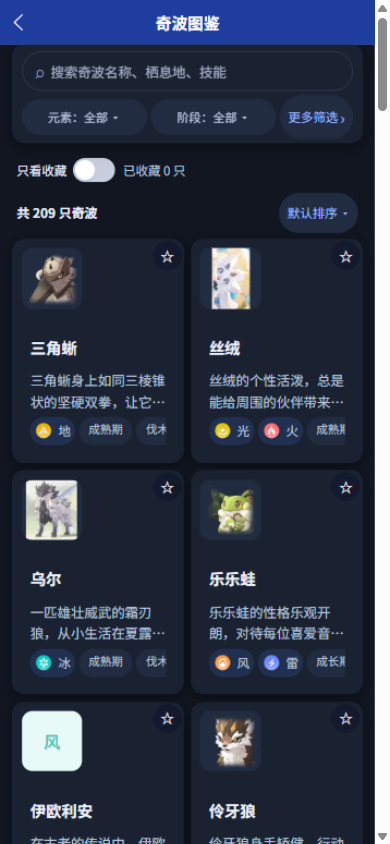 奇波图鉴
搜索奇波名称、栖息地、技能
元素：全部
阶段：全部
更多筛选 ›
只看收藏
已收藏 0 只
共 209 只奇波
默认排序
三角蜥
三角蜥身上如同三棱锥
状的坚硬双拳，让它…
地 成熟期 伐木
丝绒
丝绒的个性活泼，总是
能给周围的伙伴带来…
光 火 成熟
乌尔
一匹雄壮威武的霜刃
狼，从小生活在夏露…
冰 成熟期 伐木
乐乐蛙
乐乐蛙的性格乐观开
朗，对待每位喜爱音…
风 雷 成长
风
伊欧利安
伶牙狼